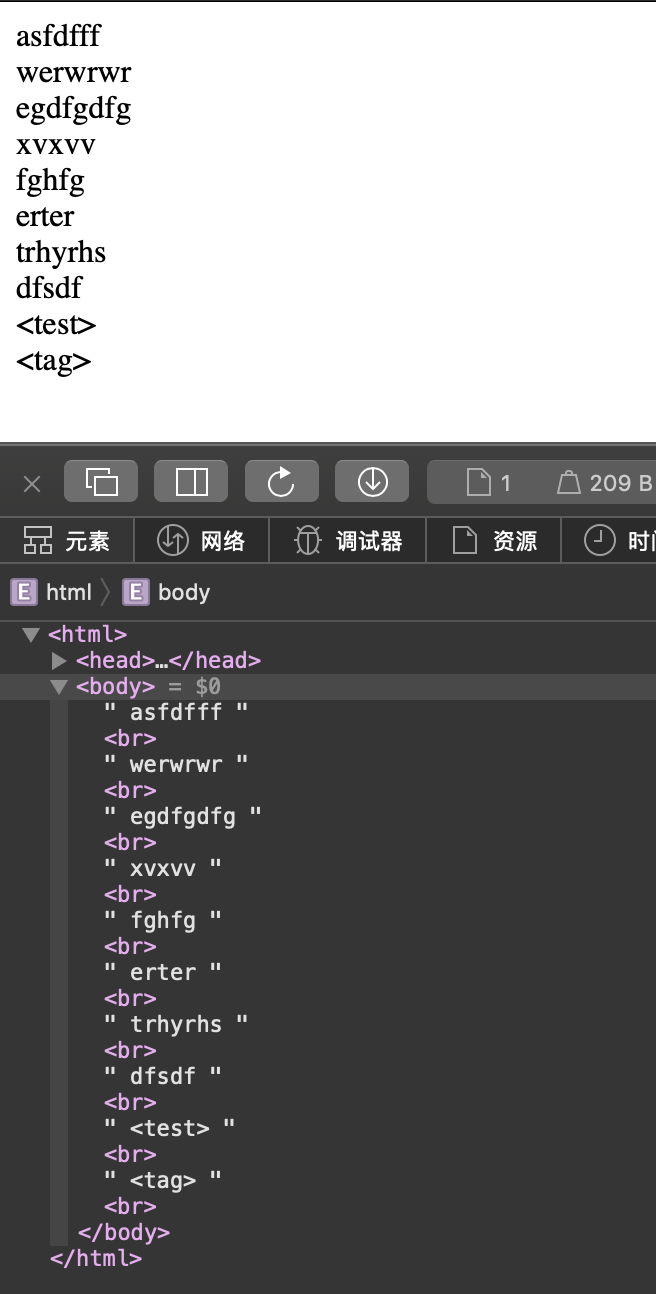 asfdfff
werwrwr
egdfgdfg
xvxvv
fghfg
erter
trhyrhs
dfsdf
<test>
<tag>
1 209 B
元素 网络 调试器 资源 时间
E html E body
<html>
<head>…</head>
<body> = $0
" asfdfff "
<br>
" werwrwr "
<br>
" egdfgdfg "
<br>
" xvxvv "
<br>
" fghfg "
<br>
" erter "
<br>
" trhyrhs "
<br>
" dfsdf "
<br>
" <test> "
<br>
" <tag> "
<br>
</body>
</html>